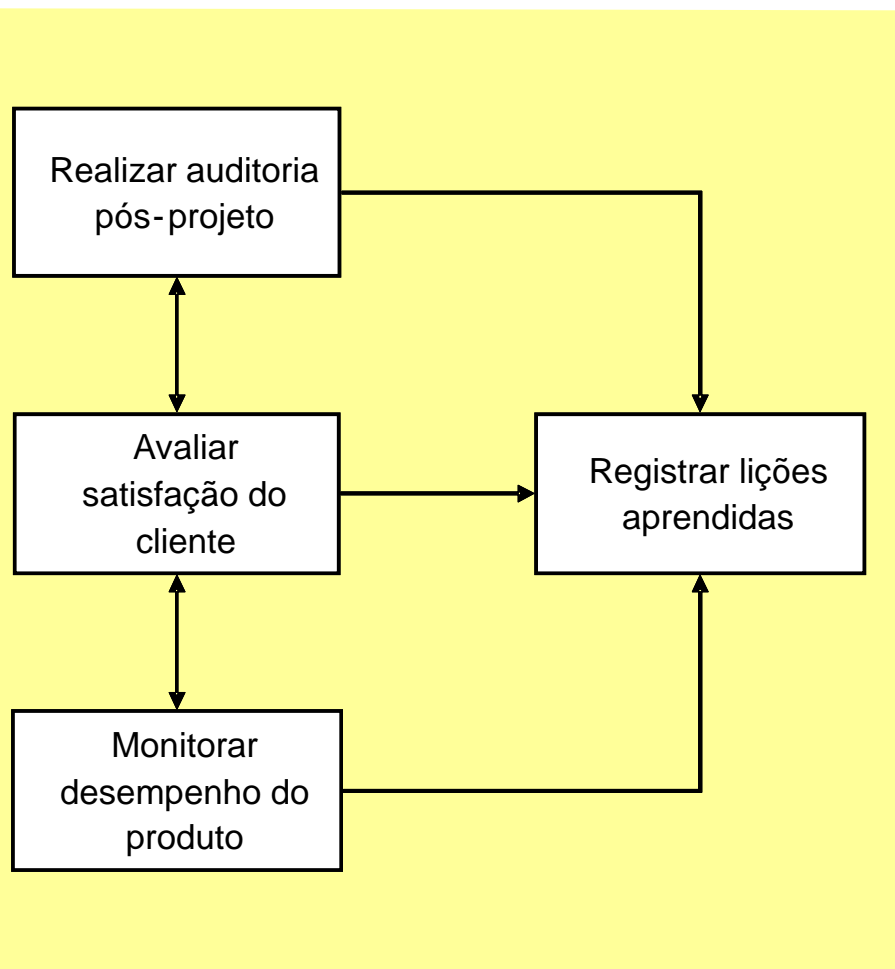 Realizar auditoria
pós-projeto
Avaliar
satisfação do
cliente
Registrar lições
aprendidas
Monitorar
desempenho do
produto